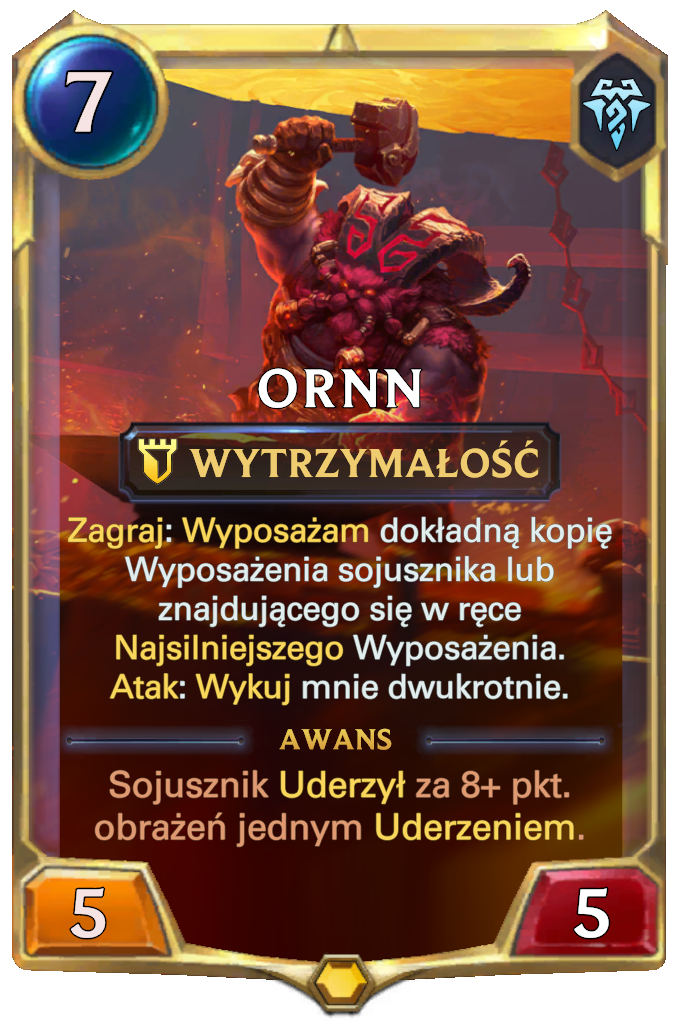 7
ORNN
WYTRZYMAŁOŚĆ
Zagraj: Wyposażam dokładną kopię
Wyposażenia sojusznika lub
znajdującego się w ręce
Najsilniejszego Wyposażenia.
Atak: Wykuj mnie dwukrotnie.
AWANS
Sojusznik Uderzył za 8+ pkt.
obrażeń jednym Uderzeniem.
5 5